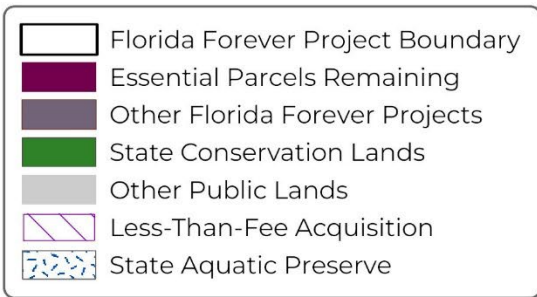 Florida Forever Project Boundary
Essential Parcels Remaining
Other Florida Forever Projects
State Conservation Lands
Other Public Lands
Less-Than-Fee Acquisition
State Aquatic Preserve